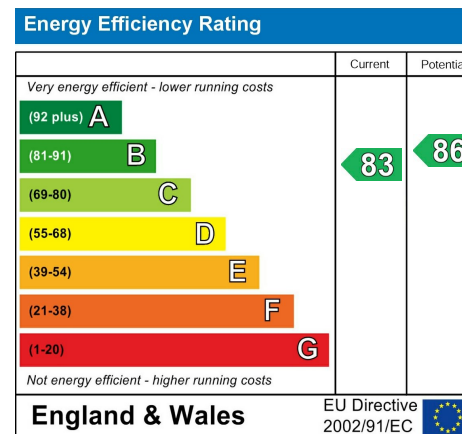 Energy Efficiency Rating
Current Potentia
Very energy efficient - lower running costs
(92 plus) A
(81-91) B
83 86
(69-80) C
(55-68) D
(39-54) E
(21-38) F
(1-20) G
Not energy efficient - higher running costs
England & Wales
EU Directive
2002/91/EC